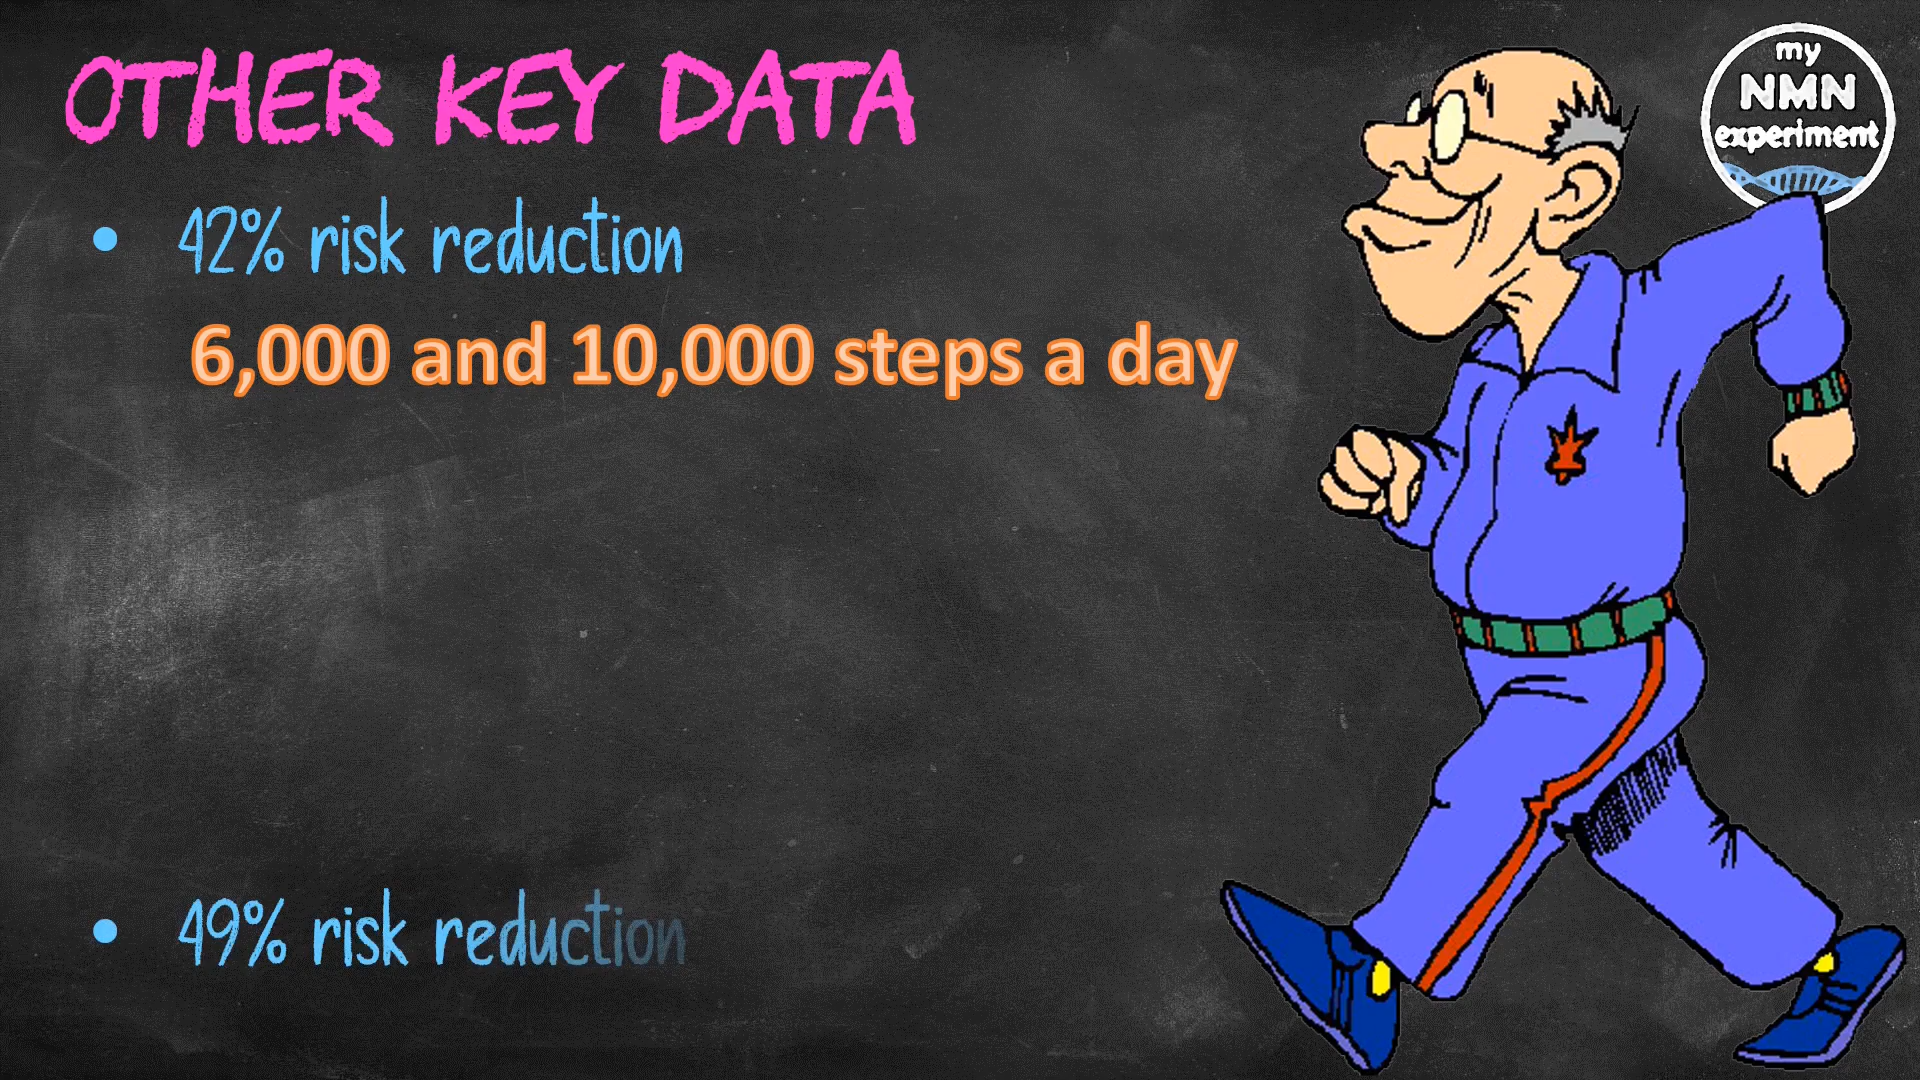 OTHER KEY DATA
my
NMN
experiment
• 42% risk reduction
6,000 and 10,000 steps a day
• 49% risk reduction